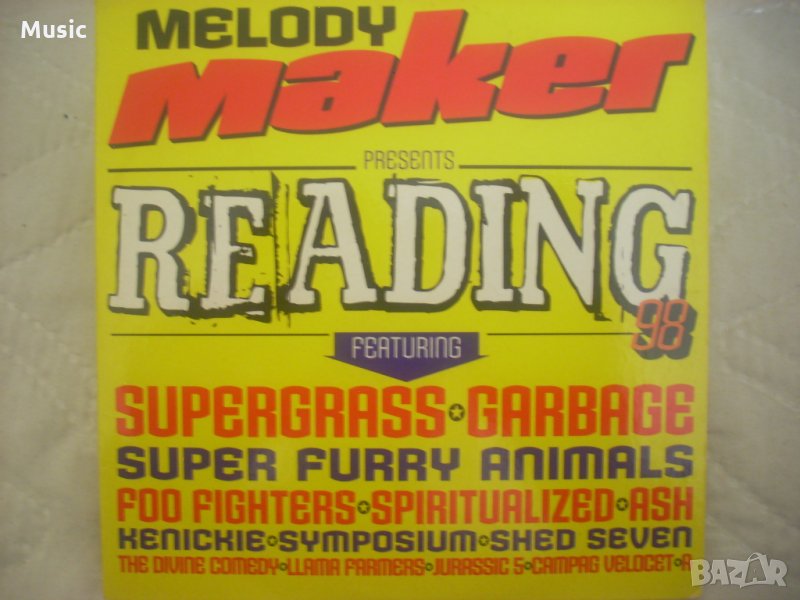 Music
MELODY
maker
PRESENTS
READING
98
FEATURING
SUPERGRASS✪GARBAGE
SUPER FURRY ANIMALS
FOO FIGHTERS✪SPIRITUALIZED✪ASH
KENICKIE✪SYMPOSIUM✪SHED SEVEN
THE DIVINE COMEDY✪LLAMA FARMERS✪JURASSIC 5✪CAMPAG VELOCET✪A
BAZAR